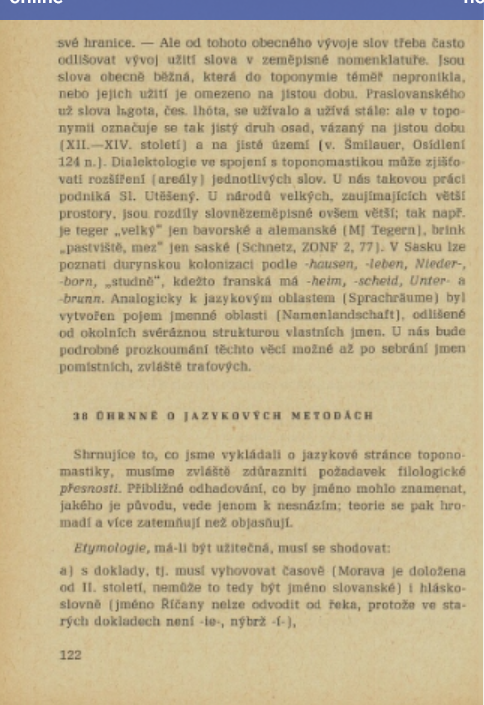 online
své hranice. — Ale od tohoto obecného vývoje slov třeba často
odlišovat vývoj užití slova v zeměpisné nomenklatuře. Jsou
slova obecně běžná, která do toponymie téměř nepronikla,
nebo jejich užití je omezeno na jistou dobu. Praslovanského
už slova lьgota, čes. lhóta, se užívalo a užívá stále: ale v topo-
nymii označuje se tak jistý druh osad, vázaný na jistou dobu
(XII.—XIV. století) a na jisté území (v. Šmilauer, Osídlení
124 n.). Dialektologie ve spojení s toponomastikou může zjišťo-
vati rozšíření (areály) jednotlivých slov. U nás takovou práci
podniká Sl. Utěšený. U národů velkých, zaujímajících větší
prostory, jsou rozdíly slovnězeměpisné ovšem větší; tak např.
je teger „velký" jen bavorské a alemanské (MJ Tegern), brink
„pastviště, mez" jen saské (Schnetz, ZONF 2, 77). V Sasku lze
poznati durynskou kolonizaci podle -hausen, -leben, Nieder-,
-born, „studně", kdežto franská má -heim, -scheid, Unter- a
-brunn. Analogicky k jazykovým oblastem (Sprachräume) byl
vytvořen pojem jmenné oblasti (Namenlandschaft), odlišené
od okolních svéráznou strukturou vlastních jmen. U nás bude
podrobné prozkoumání těchto věcí možné až po sebrání jmen
pomístních, zvláště traťových.
38 ÚHRNNĚ O JAZYKOVÝCH METODÁCH
Shrnujíce to, co jsme vykládali o jazykové stránce topono-
mastiky, musíme zvláště zdůrazniti požadavek filologické
přesnosti. Přibližné odhadování, co by jméno mohlo znamenat,
jakého je původu, vede jenom k nesnázím; teorie se pak hro-
madí a více zatemňují než objasňují.
Etymologie, má-li být užitečná, musí se shodovat:
a) s doklady, tj. musí vyhovovat časově (Morava je doložena
od II. století, nemůže to tedy být jméno slovanské) i hlásko-
slovně (jméno Říčany nelze odvodit od řeka, protože ve sta-
rých dokladech není -ie-, nýbrž -í-),
122